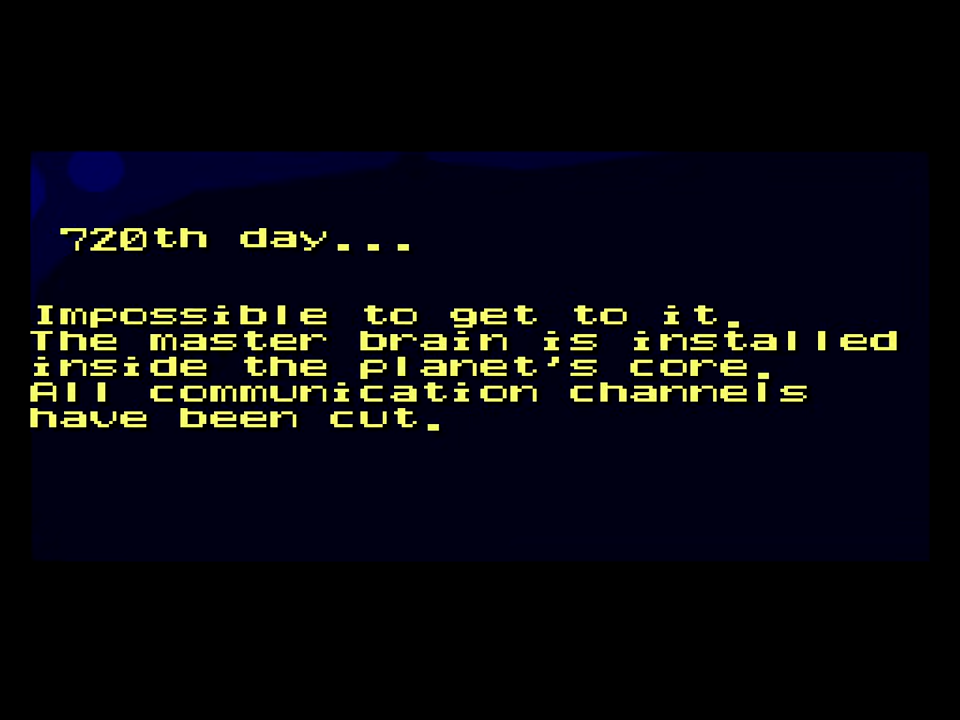 720th day...
Impossible to get to it.
The master brain is installed
inside the planet's core.
All communication channels
have been cut.